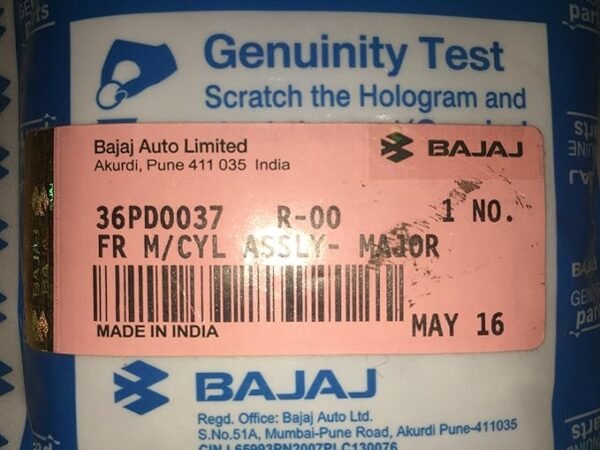 Genuinity Test
Scratch the Hologram and
Bajaj Auto Limited
Akurdi, Pune 411 035 India
BAJAJ
36PD0037 R-00 1 NO.
FR M/CYL ASSLY- MAJOR
MADE IN INDIA
MAY 16
BAJAJ
Regd. Office: Bajaj Auto Ltd.
S.No.51A, Mumbai-Pune Road, Akurdi Pune-411035